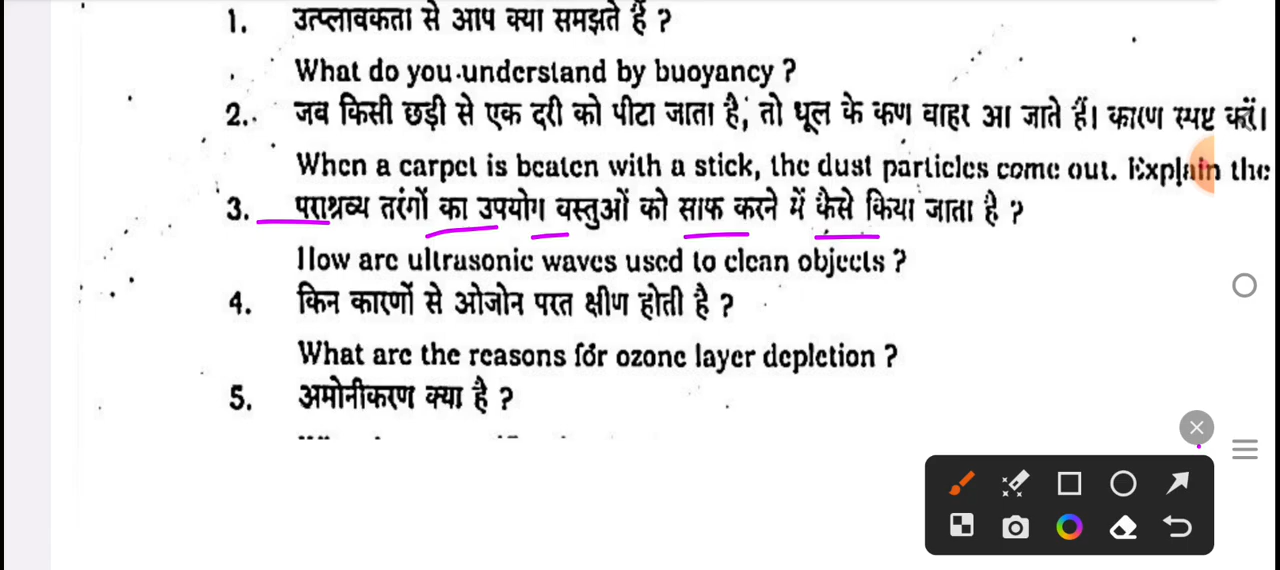 1. उत्प्लावकता से आप क्या समझते हैं ?
What do you understand by buoyancy ?
2. जब किसी छड़ी से एक दरी को पीटा जाता है, तो धूल के कण बाहर आ जाते हैं। कारण स्पष्ट करें।
When a carpet is beaten with a stick, the dust particles come out. Explain the
3. पराश्रव्य तरंगों का उपयोग वस्तुओं को साफ करने में कैसे किया जाता है ?
How are ultrasonic waves used to clean objects ?
4. किन कारणों से ओजोन परत क्षीण होती है ?
What are the reasons for ozone layer depletion ?
5. अमोनीकरण क्या है ?